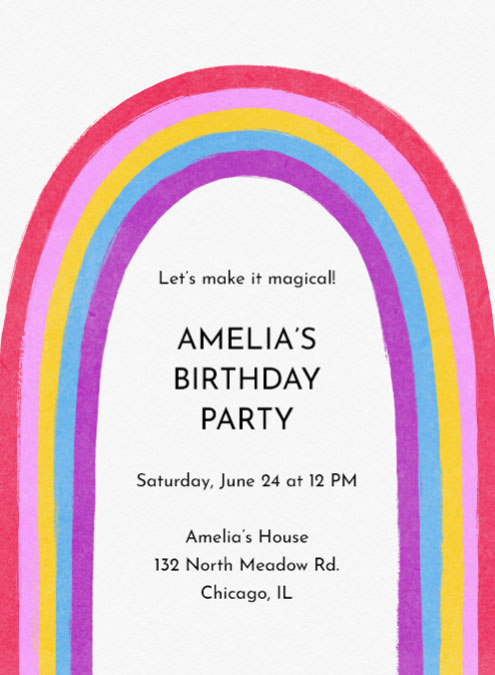 Let's make it magical!
AMELIA'S
BIRTHDAY
PARTY
Saturday, June 24 at 12 PM
Amelia's House
132 North Meadow Rd.
Chicago, IL